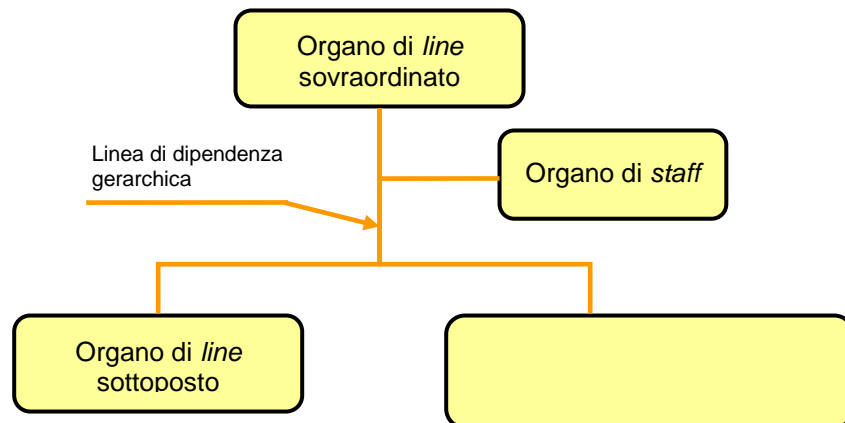 Organo di line
sovraordinato
Linea di dipendenza
gerarchica
Organo di staff
Organo di line
sottoposto